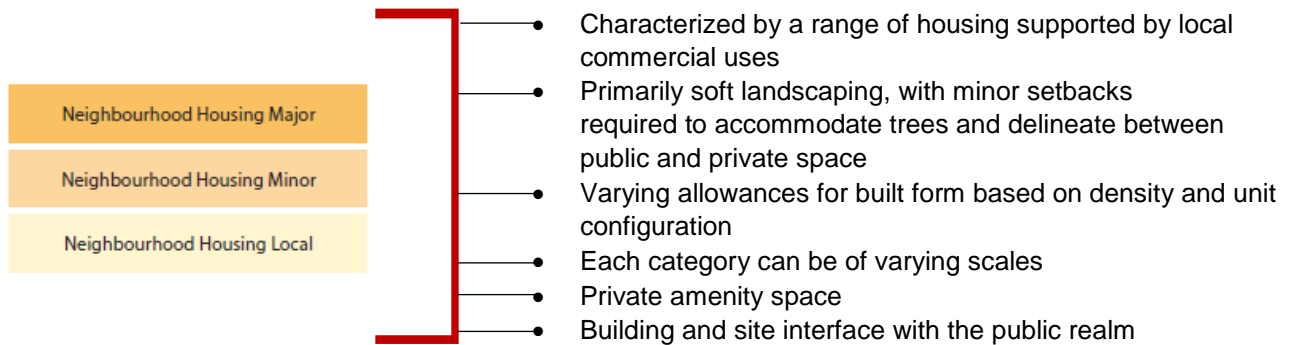 Neighbourhood Housing Major
Neighbourhood Housing Minor
Neighbourhood Housing Local
• Characterized by a range of housing supported by local
commercial uses
• Primarily soft landscaping, with minor setbacks
required to accommodate trees and delineate between
public and private space
• Varying allowances for built form based on density and unit
configuration
• Each category can be of varying scales
• Private amenity space
• Building and site interface with the public realm